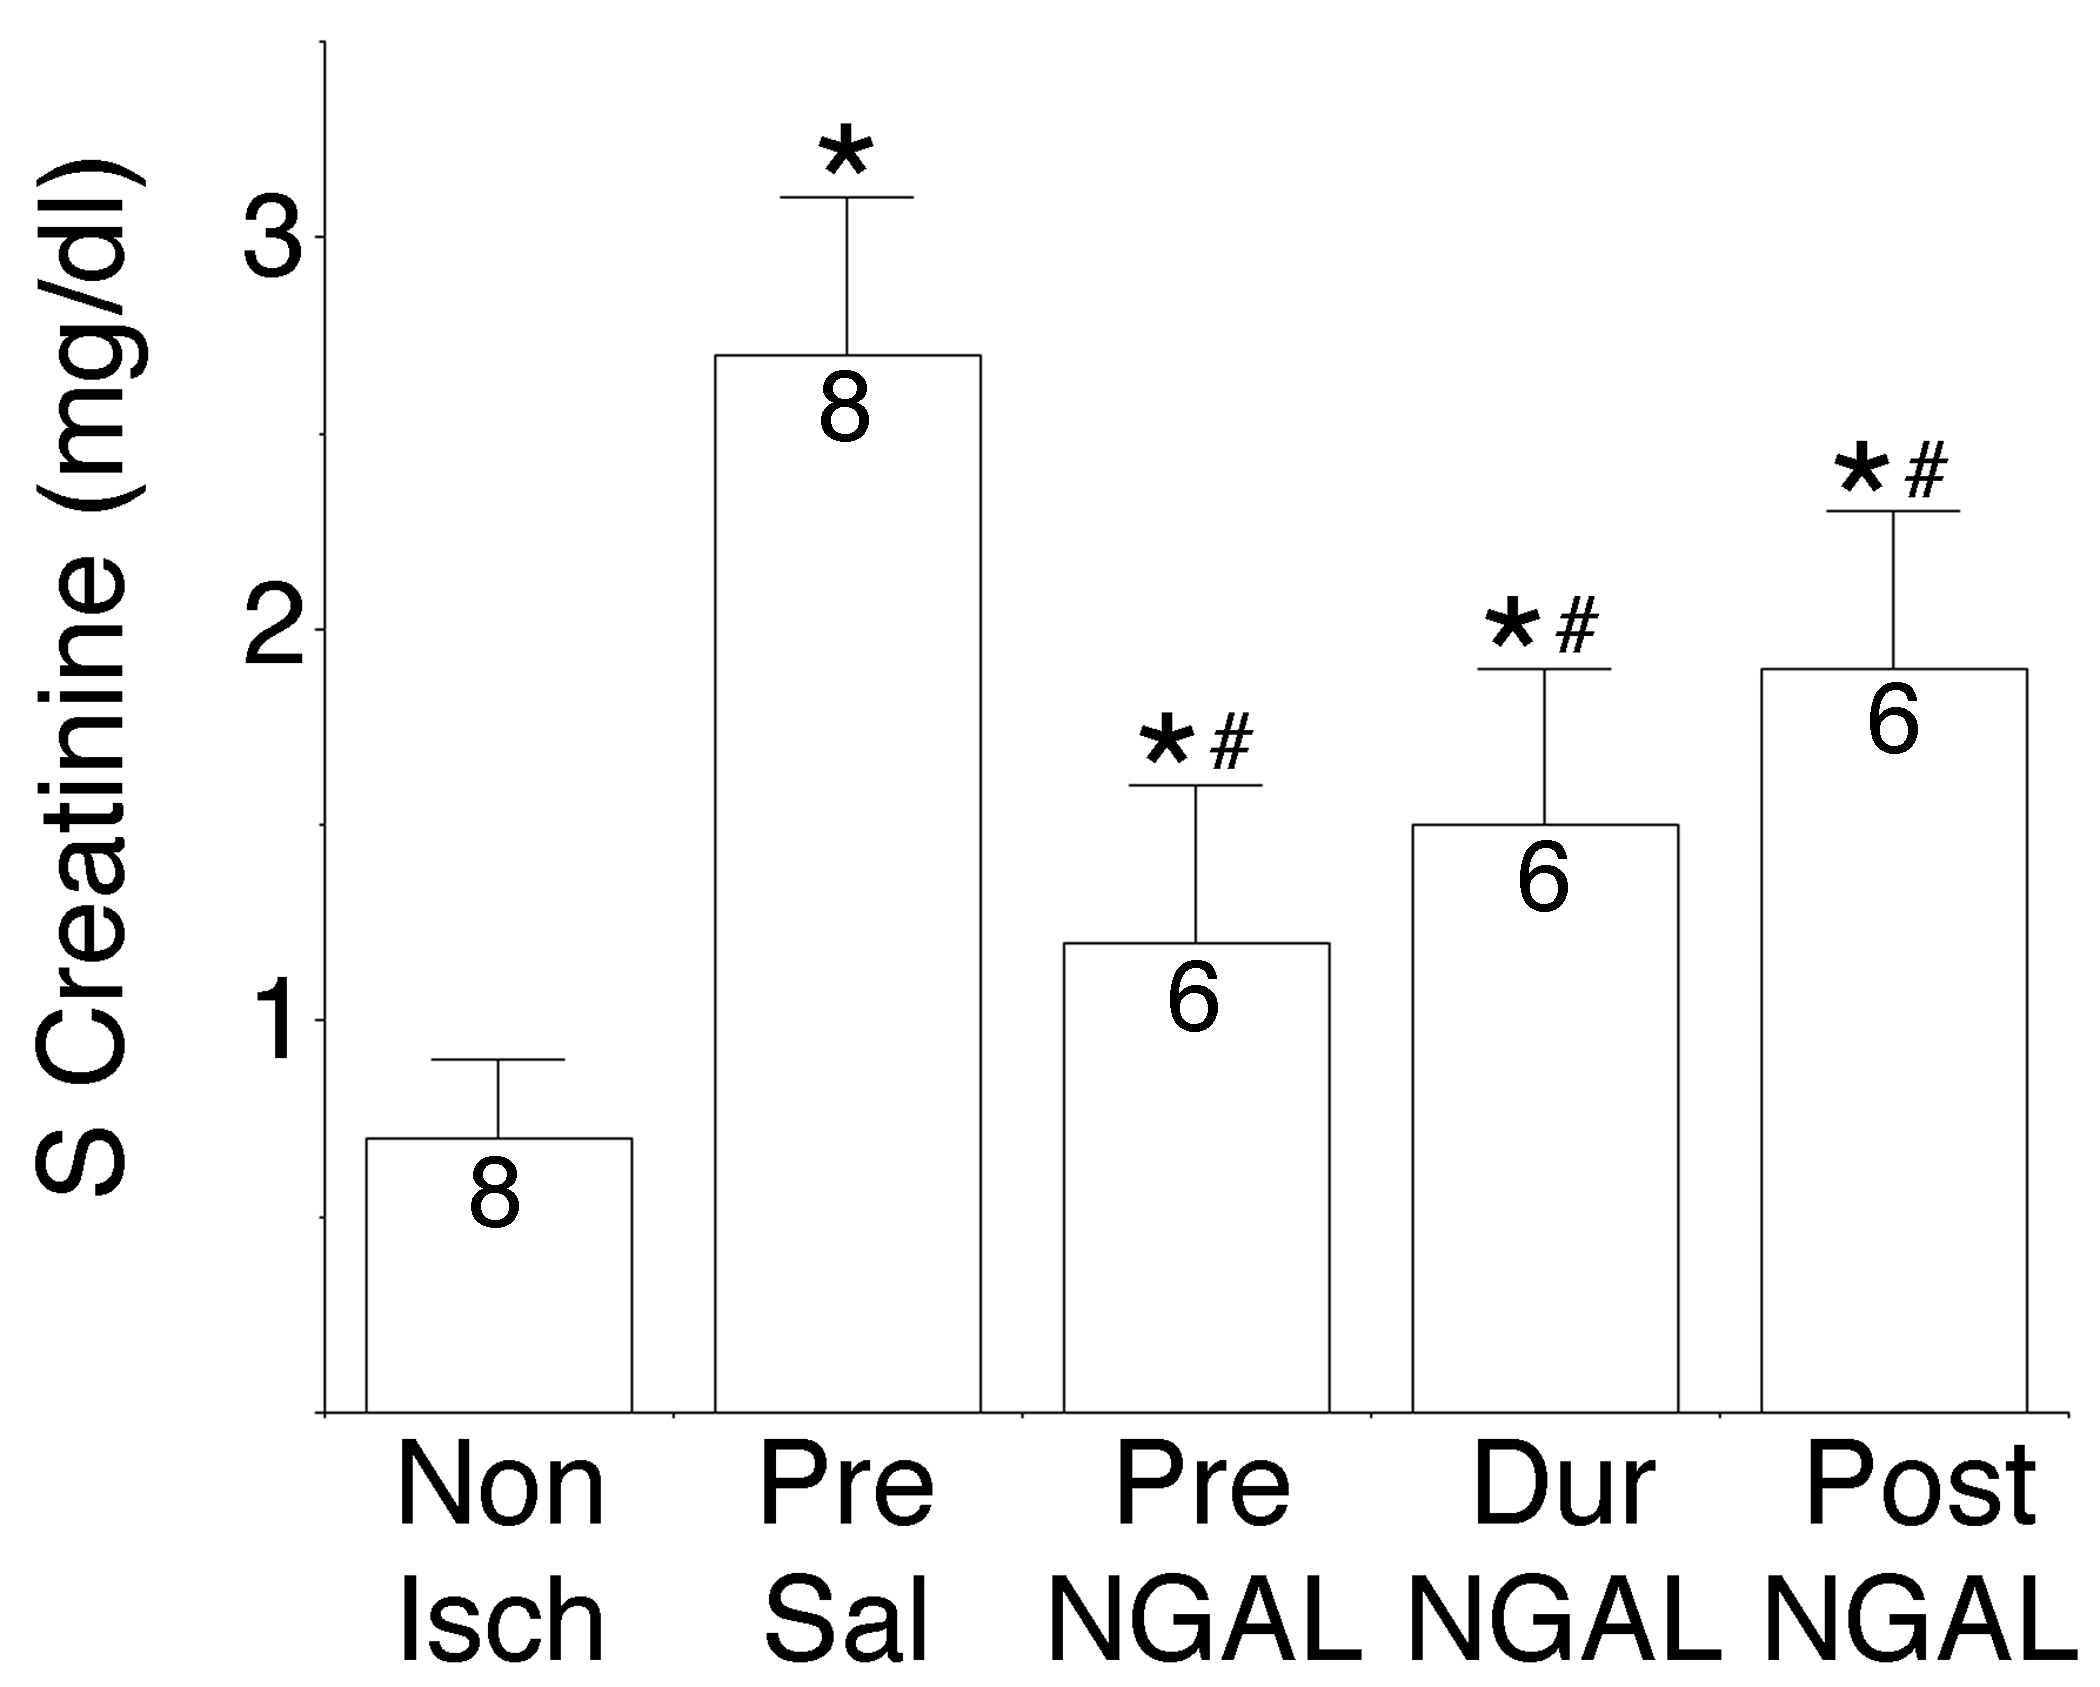 S Creatinine (mg/dl)
3
2
1
*
*#
*#
*#
8
8
6
6
6
Non Isch
Pre Sal
Pre NGAL
Dur NGAL
Post NGAL